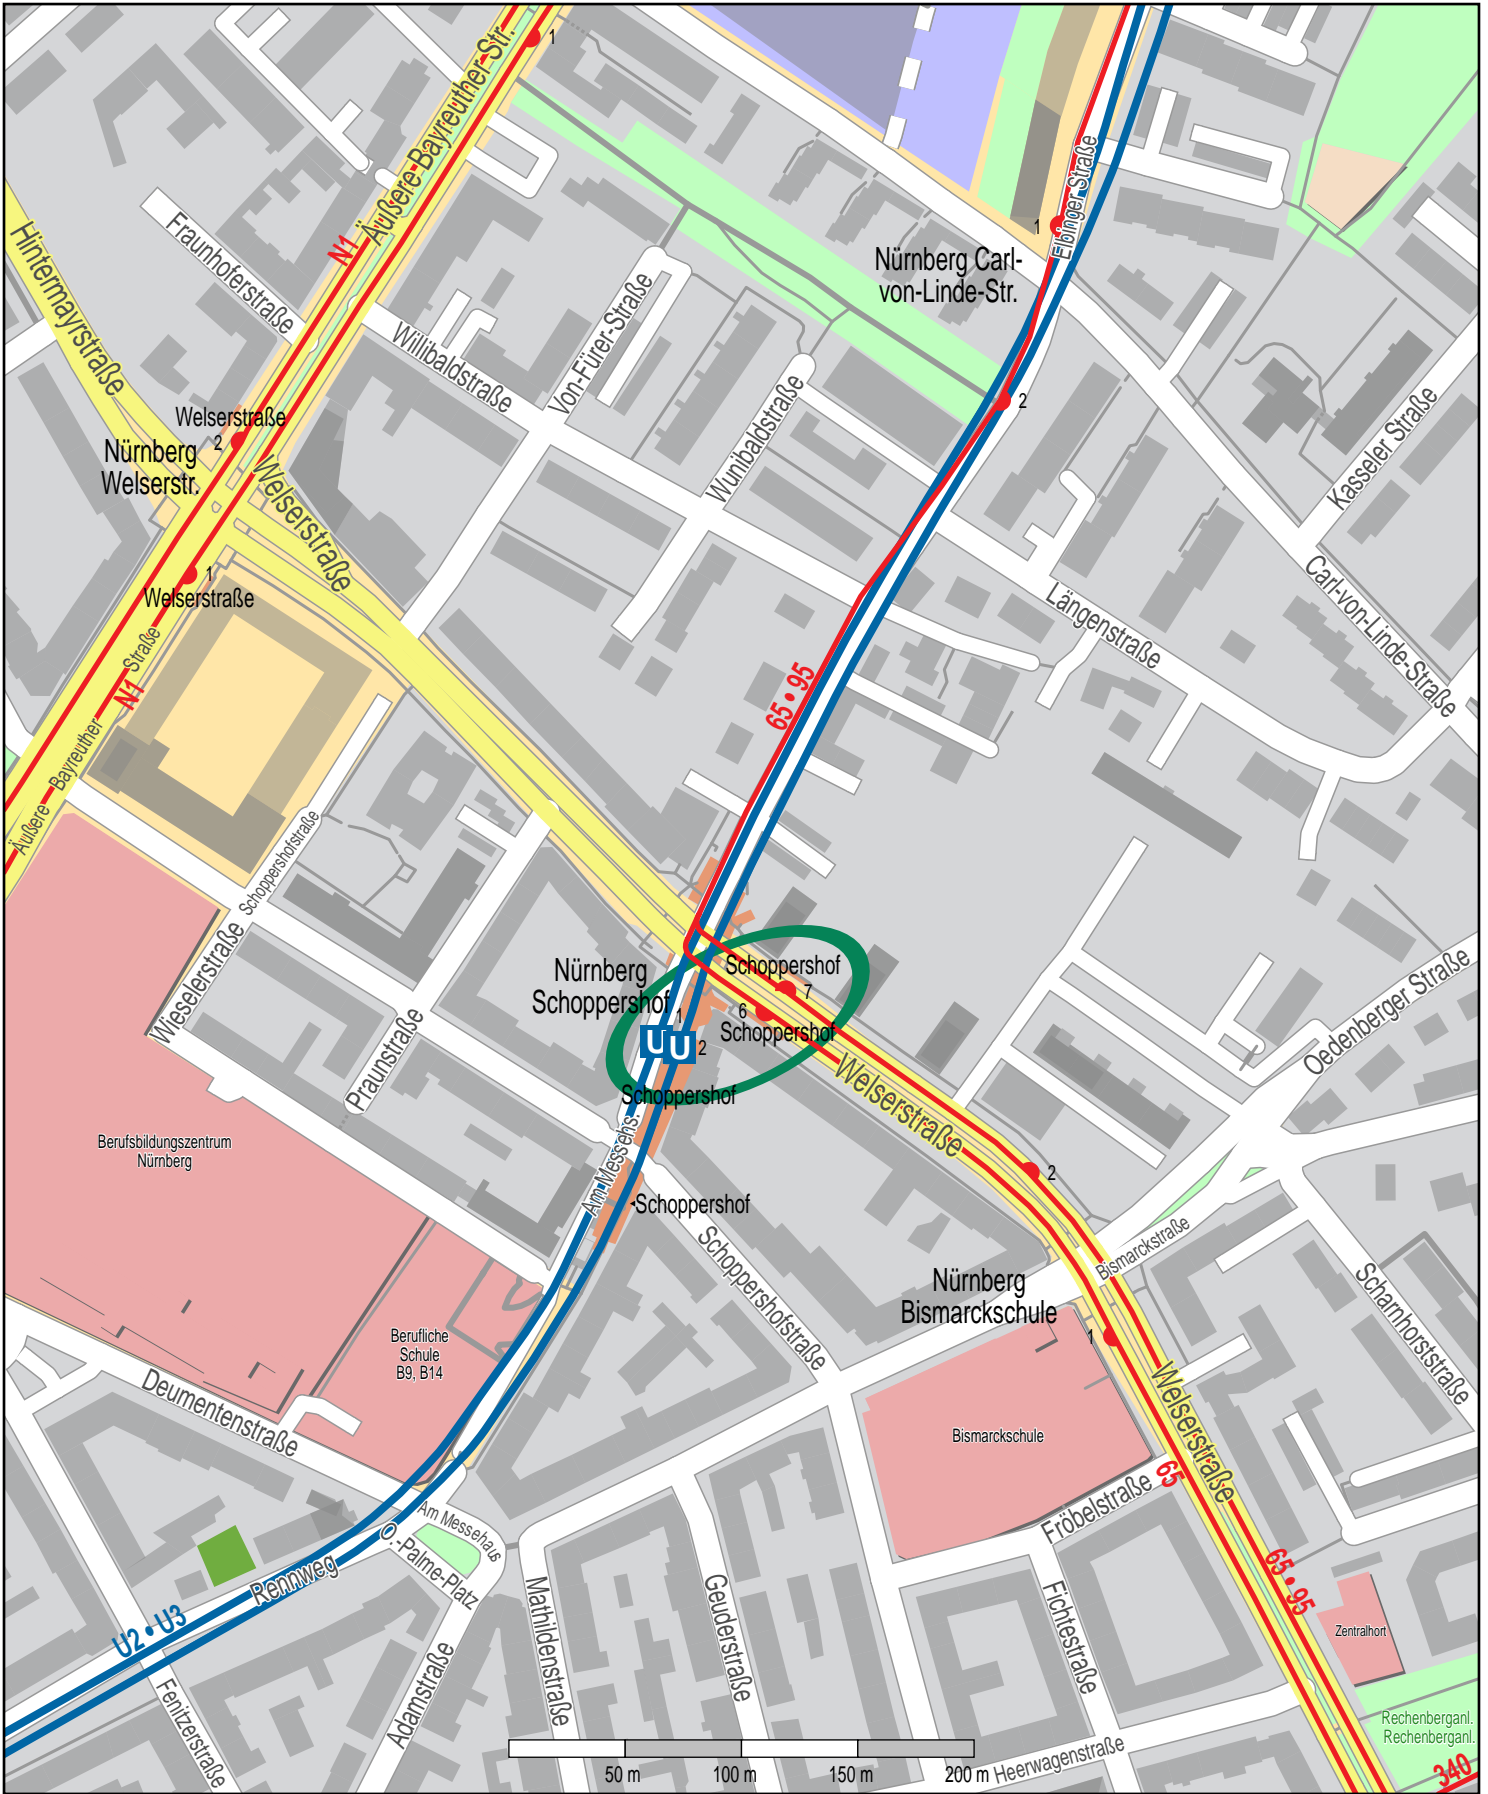 1
Äußere-Bayreuther-Str.
N1
Hintermayrstraße
Fraunhoferstraße
Willibaldstraße
Von-Fürer-Straße
Wunibaldstraße
Elbinger Straße
1
Nürnberg Carl-
von-Linde-Str.
2
Kasseler Straße
Welserstraße
2
Nürnberg
Welserstr.
Welserstraße
1
Welserstraße
N1
Äußere Bayreuther Straße
Längenstraße
Carl-von-Linde-Straße
65 • 95
Schoppershofstraße
Wieselerstraße
Praunstraße
Nürnberg
Schoppershof
Schoppershof
7
6
Schoppershof
1
U
U
2
Schoppershof
Am Messehs.
Schoppershof
Welserstraße
Oedenberger Straße
2
Berufsbildungszentrum
Nürnberg
Schoppershofstraße
Bismarckstraße
Nürnberg
Bismarckschule
1
Scharnhorststraße
Berufliche
Schule
B9, B14
Deumentenstraße
Bismarckschule
Welserstraße
65
Fröbelstraße
Am Messehaus
O.-Palme-Platz
Rennweg
U2 • U3
Fenitzerstraße
Adamstraße
Mathildenstraße
Geuderstraße
Fichtestraße
65 • 95
Zentralhort
Rechenberganl.
Rechenberganl.
340
Heerwagenstraße
50 m
100 m
150 m
200 m